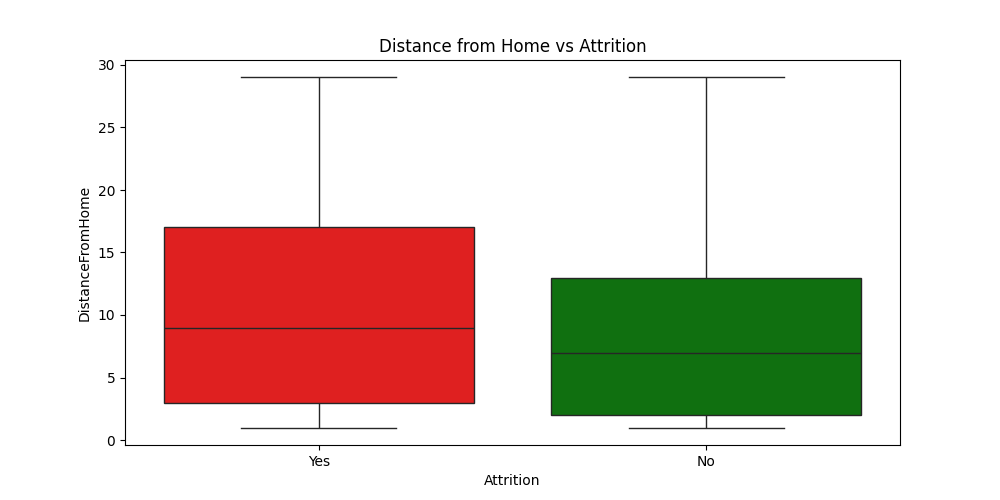 Distance from Home vs Attrition
DistanceFromHome
30
25
20
15
10
5
0
Yes
No
Attrition